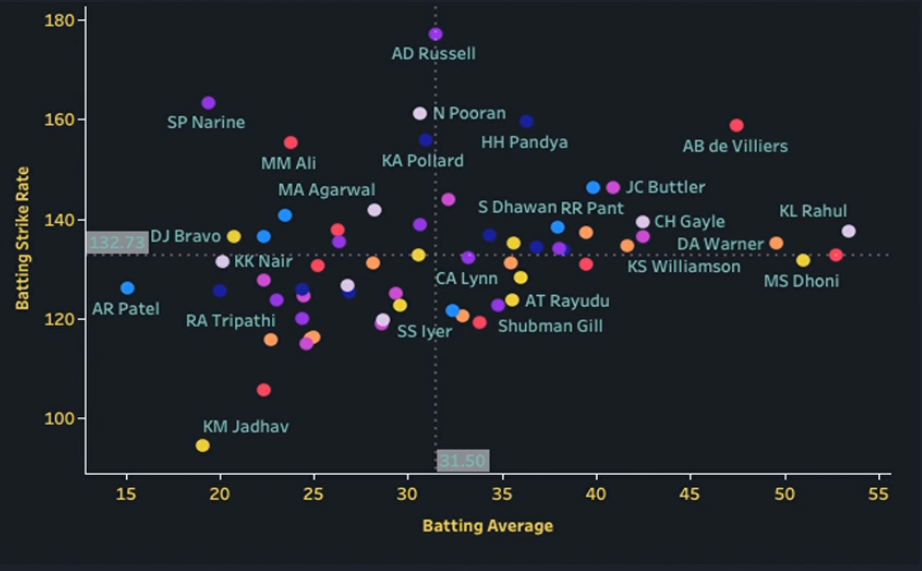 180
AD Russell
160
SP Narine
N Pooran
HH Pandya
AB de Villiers
MM Ali
KA Pollard
MA Agarwal
JC Buttler
S Dhawan
RR Pant
KL Rahul
140
CH Gayle
DJ Bravo
132.73
DA Warner
KK Nair
CA Lynn
KS Williamson
MS Dhoni
AR Patel
AT Rayudu
120
RA Tripathi
SS Iyer
Shubman Gill
100
KM Jadhav
31.50
Batting Strike Rate
15 20 25 30 35 40 45 50 55
Batting Average